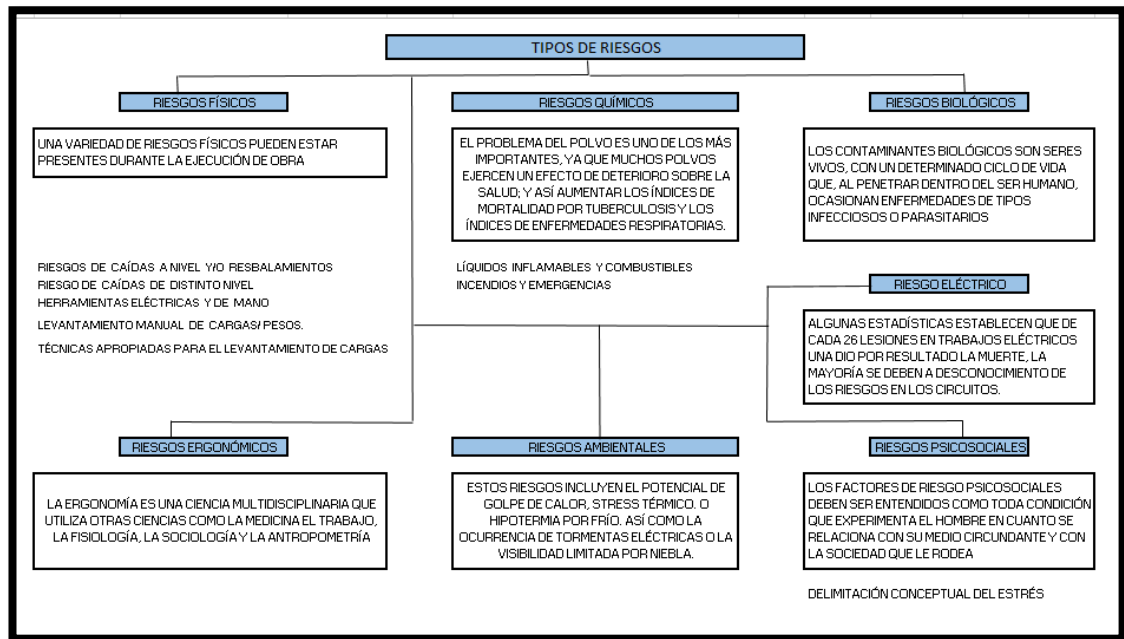 TIPOS DE RIESGOS
RIESGOS FÍSICOS
UNA VARIEDAD DE RIESGOS FÍSICOS PUEDEN ESTAR
PRESENTES DURANTE LA EJECUCIÓN DE OBRA
RIESGOS DE CAÍDAS A NIVEL Y/O RESBALAMIENTOS
RIESGO DE CAÍDAS DE DISTINTO NIVEL
HERRAMIENTAS ELÉCTRICAS Y DE MANO
LEVANTAMIENTO MANUAL DE CARGAS/PESOS.
TÉCNICAS APROPIADAS PARA EL LEVANTAMIENTO DE CARGAS
RIESGOS QUÍMICOS
EL PROBLEMA DEL POLVO ES UNO DE LOS MÁS
IMPORTANTES, YA QUE MUCHOS POLVOS
EJERCEN UN EFECTO DE DETERIORO SOBRE LA
SALUD; Y ASÍ AUMENTAR LOS ÍNDICES DE
MORTALIDAD POR TUBERCULOSIS Y LOS
ÍNDICES DE ENFERMEDADES RESPIRATORIAS.
LÍQUIDOS INFLAMABLES Y COMBUSTIBLES
INCENDIOS Y EMERGENCIAS
RIESGOS BIOLÓGICOS
LOS CONTAMINANTES BIOLÓGICOS SON SERES
VIVOS, CON UN DETERMINADO CICLO DE VIDA
QUE, AL PENETRAR DENTRO DEL SER HUMANO,
OCASIONAN ENFERMEDADES DE TIPOS
INFECCIOSOS O PARASITARIOS
RIESGO ELÉCTRICO
ALGUNAS ESTADÍSTICAS ESTABLECEN QUE DE
CADA 26 LESIONES EN TRABAJOS ELÉCTRICOS
UNA DIO POR RESULTADO LA MUERTE, LA
MAYORÍA SE DEBEN A DESCONOCIMIENTO DE
LOS RIESGOS EN LOS CIRCUITOS.
RIESGOS ERGONÓMICOS
LA ERGONOMÍA ES UNA CIENCIA MULTIDISCIPLINARIA QUE
UTILIZA OTRAS CIENCIAS COMO LA MEDICINA EL TRABAJO,
LA FISIOLOGÍA, LA SOCIOLOGÍA Y LA ANTROPOMETRÍA
RIESGOS AMBIENTALES
ESTOS RIESGOS INCLUYEN EL POTENCIAL DE
GOLPE DE CALOR, STRESS TÉRMICO. O
HIPOTERMIA POR FRÍO. ASÍ COMO LA
OCURRENCIA DE TORMENTAS ELÉCTRICAS O LA
VISIBILIDAD LIMITADA POR NIEBLA.
RIESGOS PSICOSOCIALES
LOS FACTORES DE RIESGO PSICOSOCIALES
DEBEN SER ENTENDIDOS COMO TODA CONDICIÓN
QUE EXPERIMENTA EL HOMBRE EN CUANTO SE
RELACIONA CON SU MEDIO CIRCUNDANTE Y CON
LA SOCIEDAD QUE LE RODEA
DELIMITACIÓN CONCEPTUAL DEL ESTRÉS